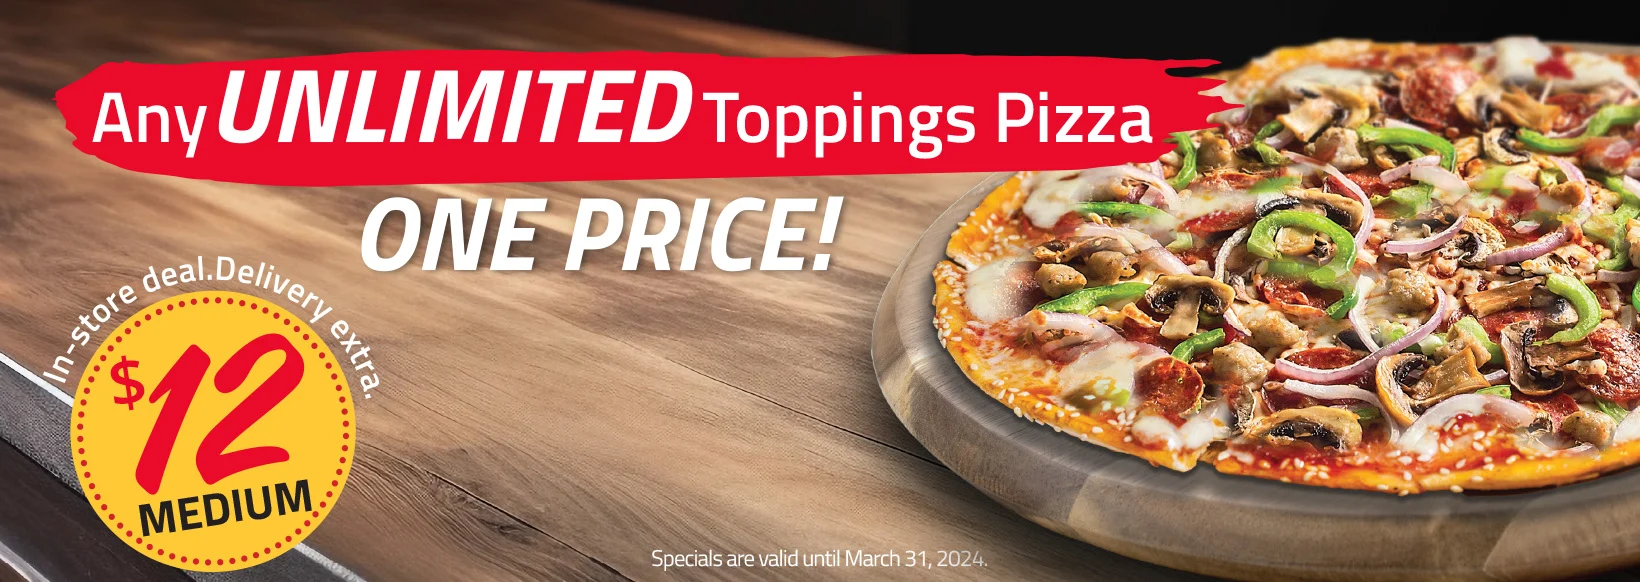 Any UNLIMITED Toppings Pizza
ONE PRICE!
In-store deal.Delivery extra.
$12
MEDIUM
Specials are valid until March 31, 2024.